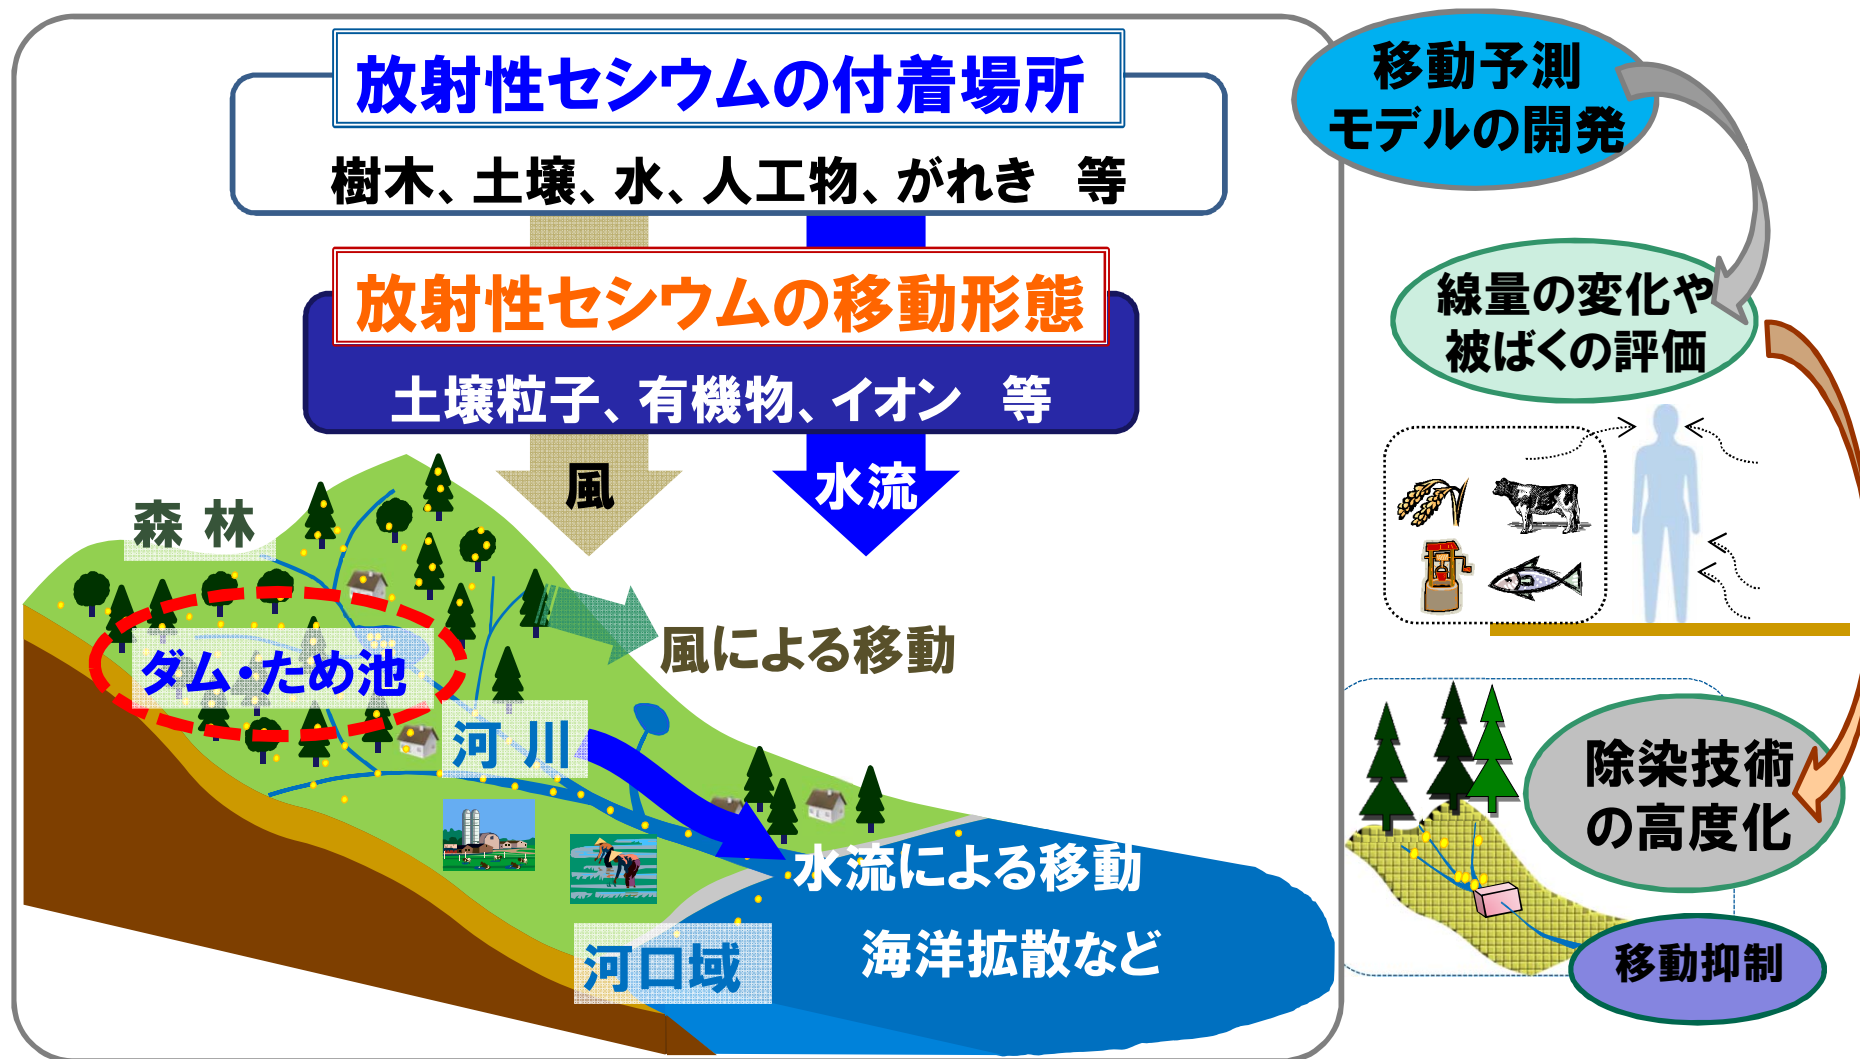 放射性セシウムの付着場所
樹木、土壌、水、人工物、がれき 等
放射性セシウムの移動形態
土壌粒子、有機物、イオン 等
風
水流
森 林
風による移動
ダム・ため池
河 川
水流による移動
海洋拡散など
河口域
移動予測
モデルの開発
線量の変化や
被ばくの評価
除染技術
の高度化
移動抑制